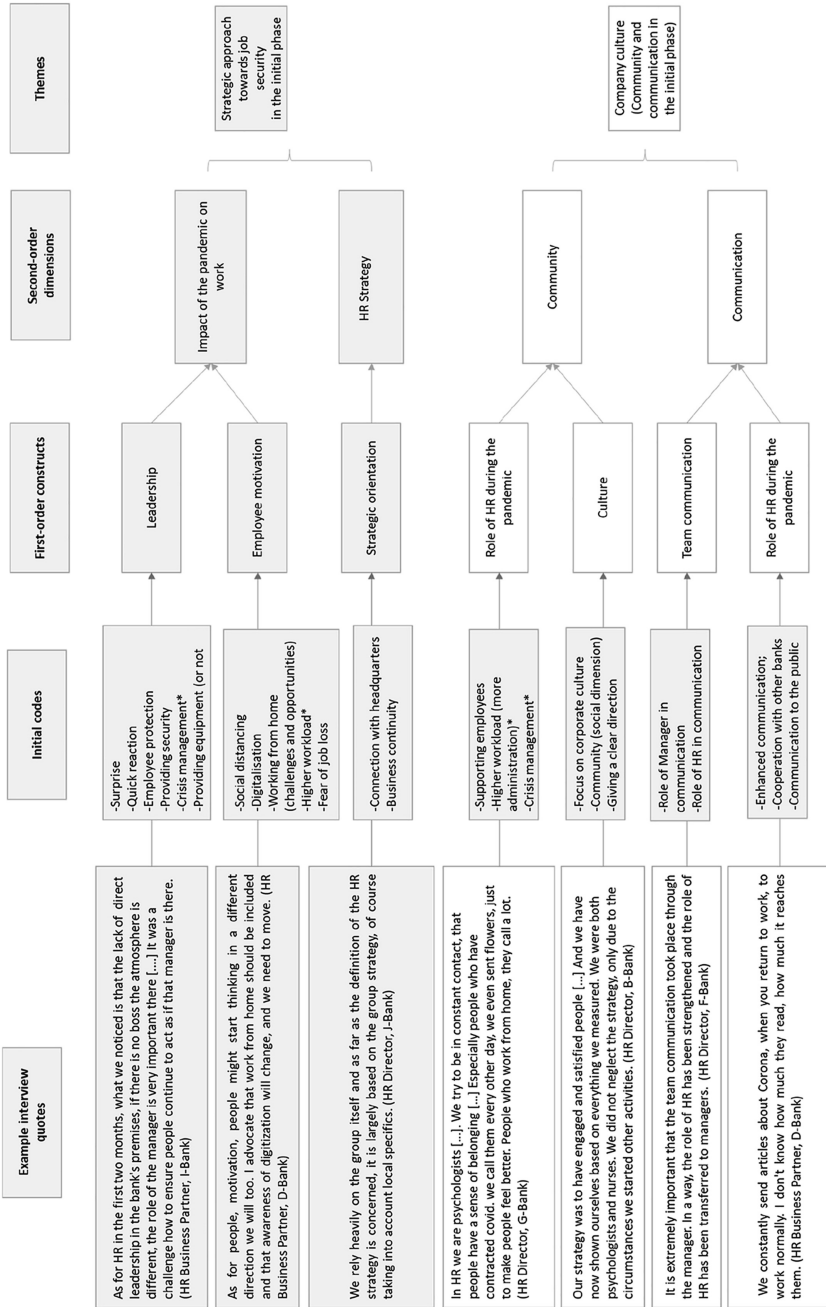 Example interview
quotes
Initial codes
First-order constructs
Second-order
dimensions
Themes
As for HR in the first two months, what we noticed is that the lack of direct
leadership in the bank's premises, if there is no boss the atmosphere is
different, the role of the manager is very important there [....] It was a
challenge how to ensure people continue to act as if that manager is there.
(HR Business Partner, I-Bank)
-Surprise
-Quick reaction
-Employee protection
-Providing security
-Crisis management*
-Providing equipment (or not
Leadership
As for people, motivation, people might start thinking in a different
direction we will too. I advocate that work from home should be included
and that awareness of digitization will change, and we need to move. (HR
Business Partner, D-Bank)
-Social distancing
-Digitalisation
-Working from home
(challenges and opportunities)
-Higher workload*
-Fear of job loss
Employee motivation
Impact of the pandemic on
work
We rely heavily on the group itself and as far as the definition of the HR
strategy is concerned, it is largely based on the group strategy, of course
taking into account local specifics. (HR Director, J-Bank)
-Connection with headquarters
-Business continuity
Strategic orientation
HR Strategy
Strategic approach
towards job
security
in the initial phase
In HR we are psychologists [...]. We try to be in constant contact, that
people have a sense of belonging [...] Especially people who have
contracted covid. we call them every other day, we even sent flowers, just
to make people feel better. People who work from home, they call a lot.
(HR Director, G-Bank)
-Supporting employees
-Higher workload (more
administration)*
-Crisis management*
Role of HR during the
pandemic
Our strategy was to have engaged and satisfied people [...] And we have
now shown ourselves based on everything we measured. We were both
psychologists and nurses. We did not neglect the strategy, only due to the
circumstances we started other activities. (HR Director, B-Bank)
-Focus on corporate culture
-Community (social dimension)
-Giving a clear direction
Culture
Community
It is extremely important that the team communication took place through
the manager. In a way, the role of HR has been strengthened and the role of
HR has been transferred to managers.  (HR Director, F-Bank)
-Role of Manager in
communication
-Role of HR in communication
Team communication
We constantly send articles about Corona, when you return to work, to
work normally. I don't know how much they read, how much it reaches
them. (HR Business Partner, D-Bank)
-Enhanced communication;
-Cooperation with other banks
-Communication to the public
Role of HR during the
pandemic
Communication
Company culture
(Community and
communication in
the initial phase)